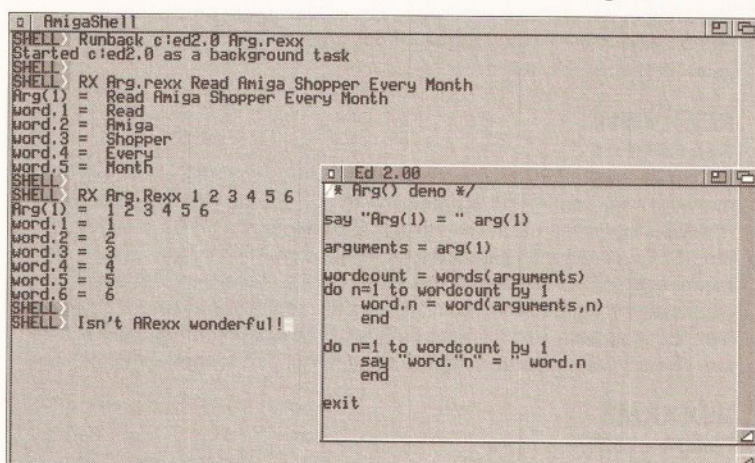 AmigaShell
SHELL> Runback c:ed2.0 Arg.rexx
Started c:ed2.0 as a background task
SHELL>
SHELL> RX Arg.rexx Read Amiga Shopper Every Month
Arg(1) =  Read Amiga Shopper Every Month
word.1 =  Read
word.2 =  Amiga
word.3 =  Shopper
word.4 =  Every
word.5 =  Month
SHELL>
SHELL> RX Arg.Rexx 1 2 3 4 5 6
Arg(1) =  1 2 3 4 5 6
word.1 =  1
word.2 =  2
word.3 =  3
word.4 =  4
word.5 =  5
word.6 =  6
SHELL>
SHELL> Isn't ARexx wonderful!
Ed 2.00
/* Arg() demo */
say "Arg(1) = " arg(1)
arguments = arg(1)
wordcount = words(arguments)
do n=1 to wordcount by 1
word.n = word(arguments,n)
end
do n=1 to wordcount by 1
say "word."n" = " word.n
end
exit